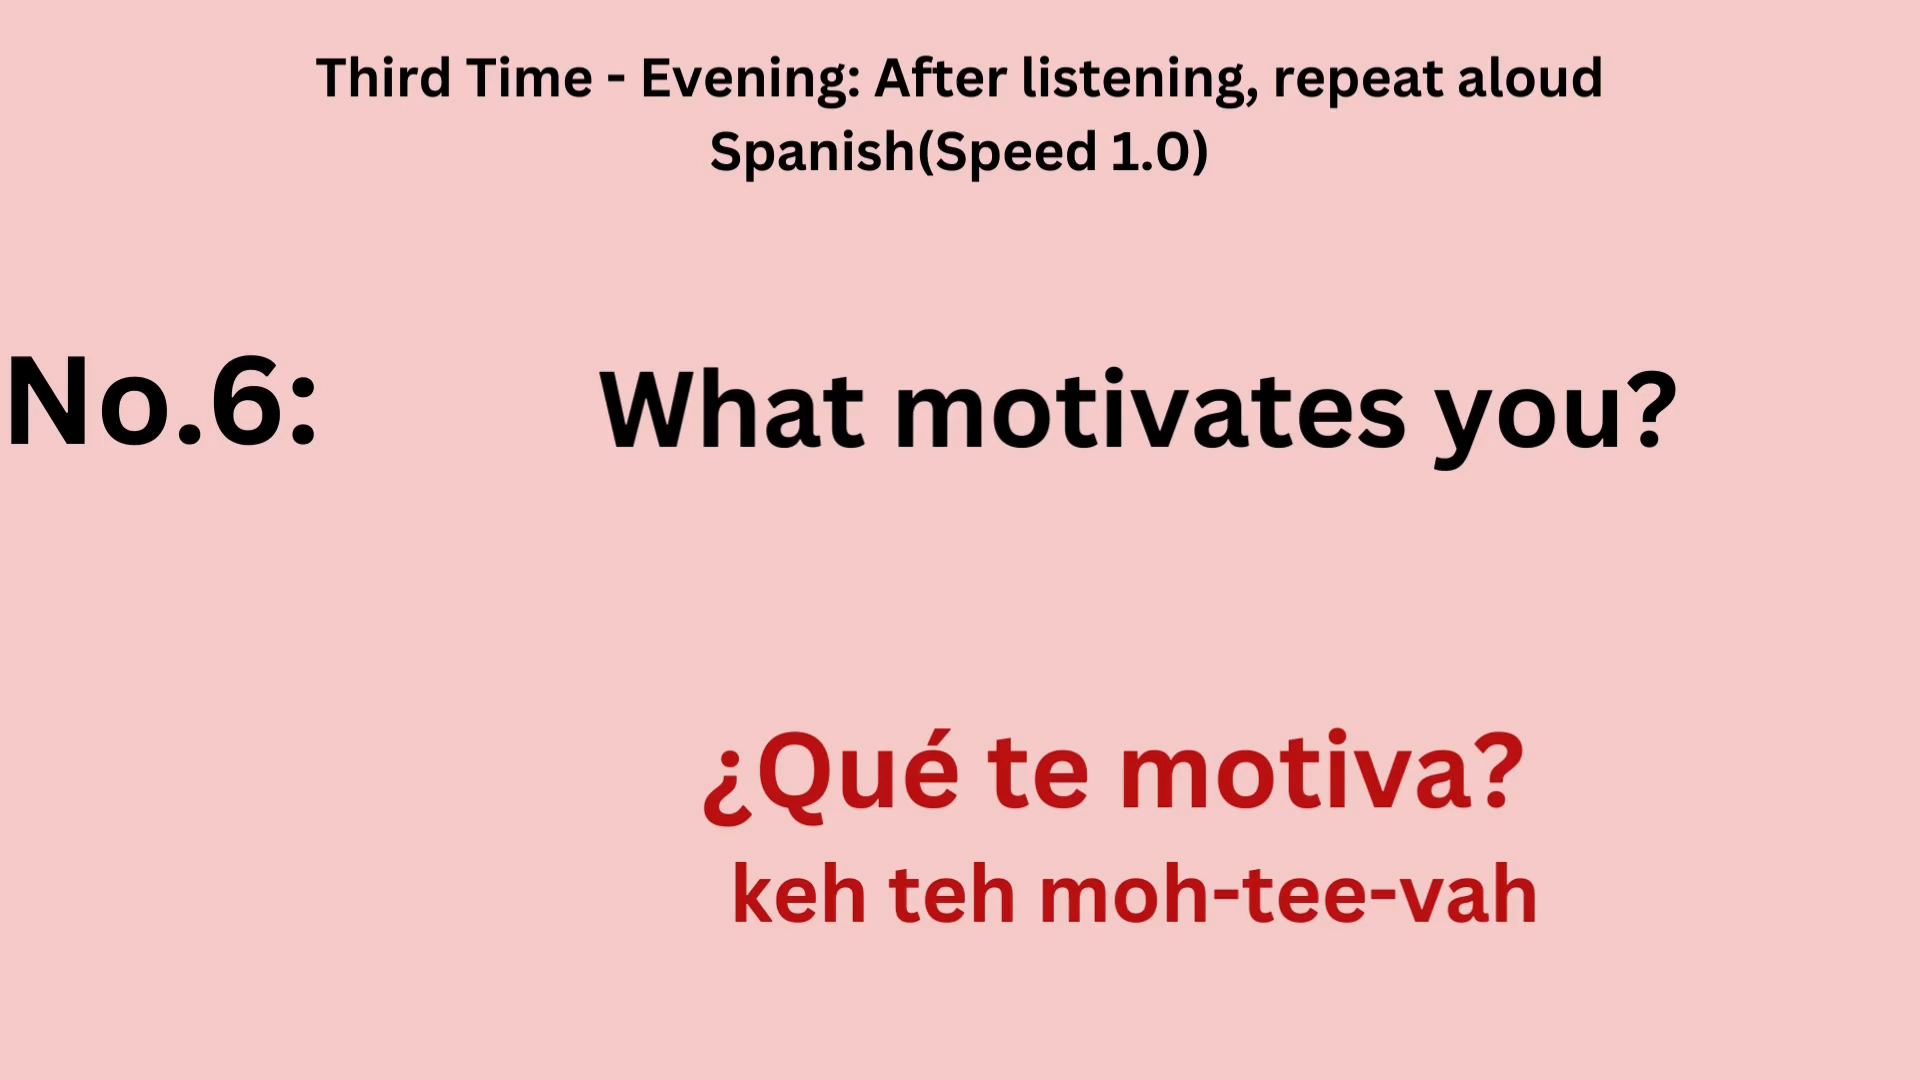 Third Time - Evening: After listening, repeat aloud
Spanish(Speed 1.0)
No.6:
What motivates you?
¿Qué te motiva?
keh teh moh-tee-vah